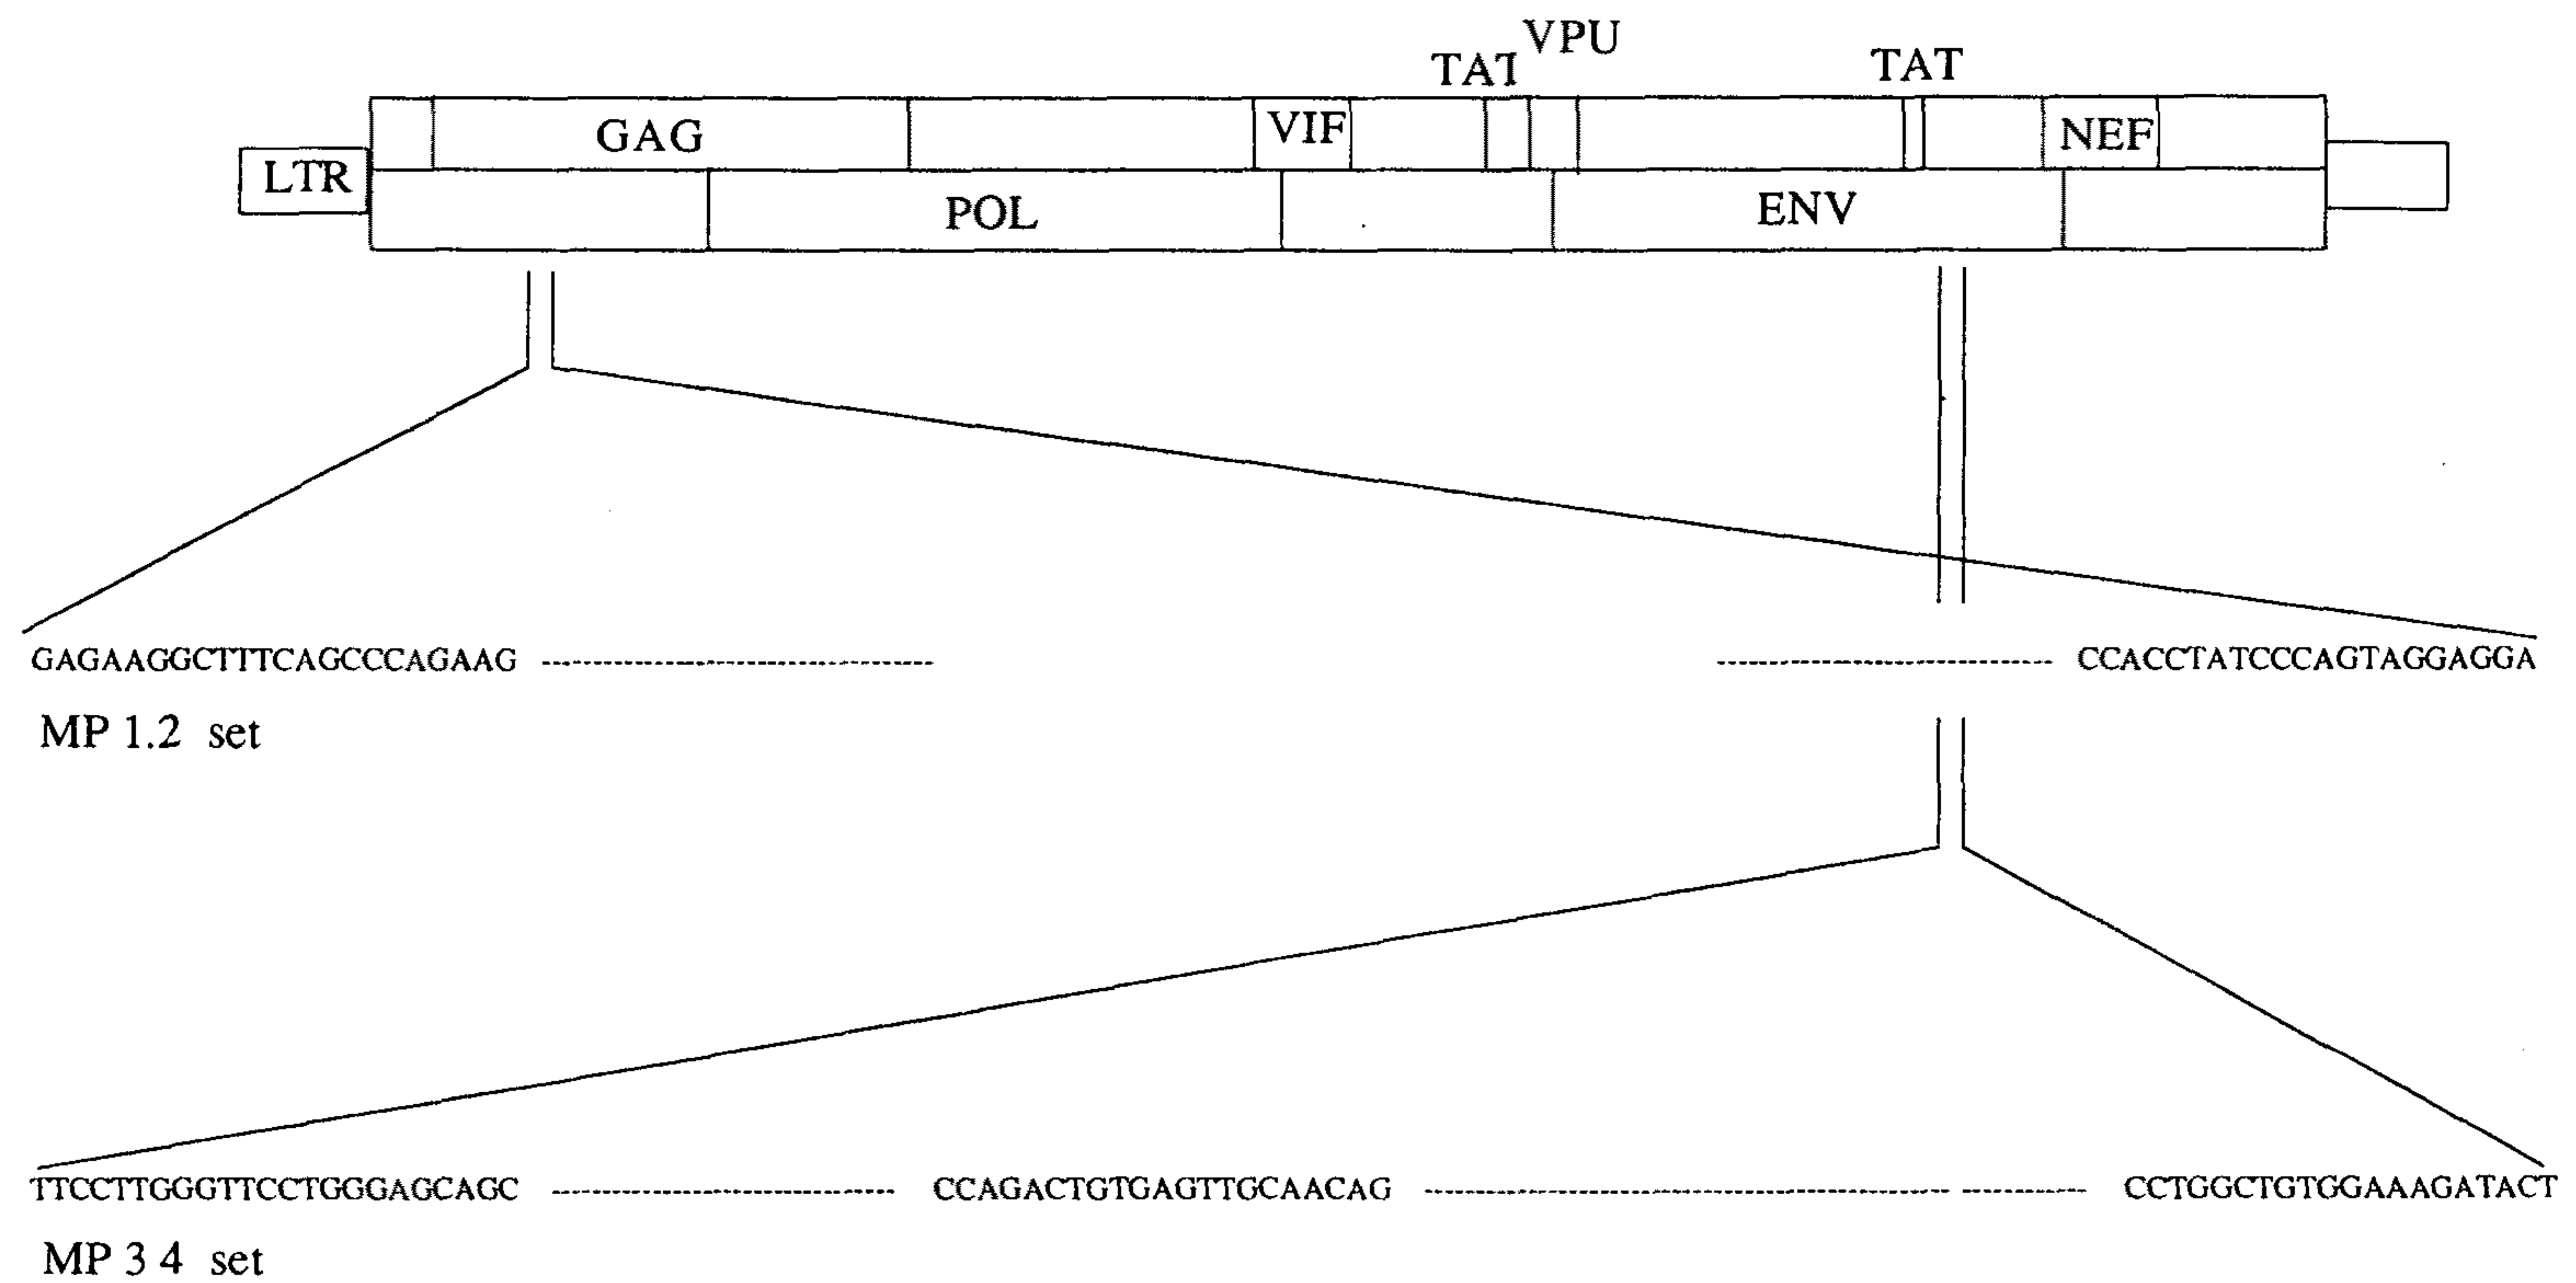 VPU
TAT TAT
GAG VIF NEF
LTR
POL ENV
GAGAAGGCTTTCAGCCCAGAAG CCACCTATCCCAGTAGGAGGA
MP 1.2 set
TTCCTTGGGTTCCTGGGAGCAGC CCAGACTGTGAGTTGCAACAG CCTGGCTGTGGAAAGATACT
MP 3 4 set